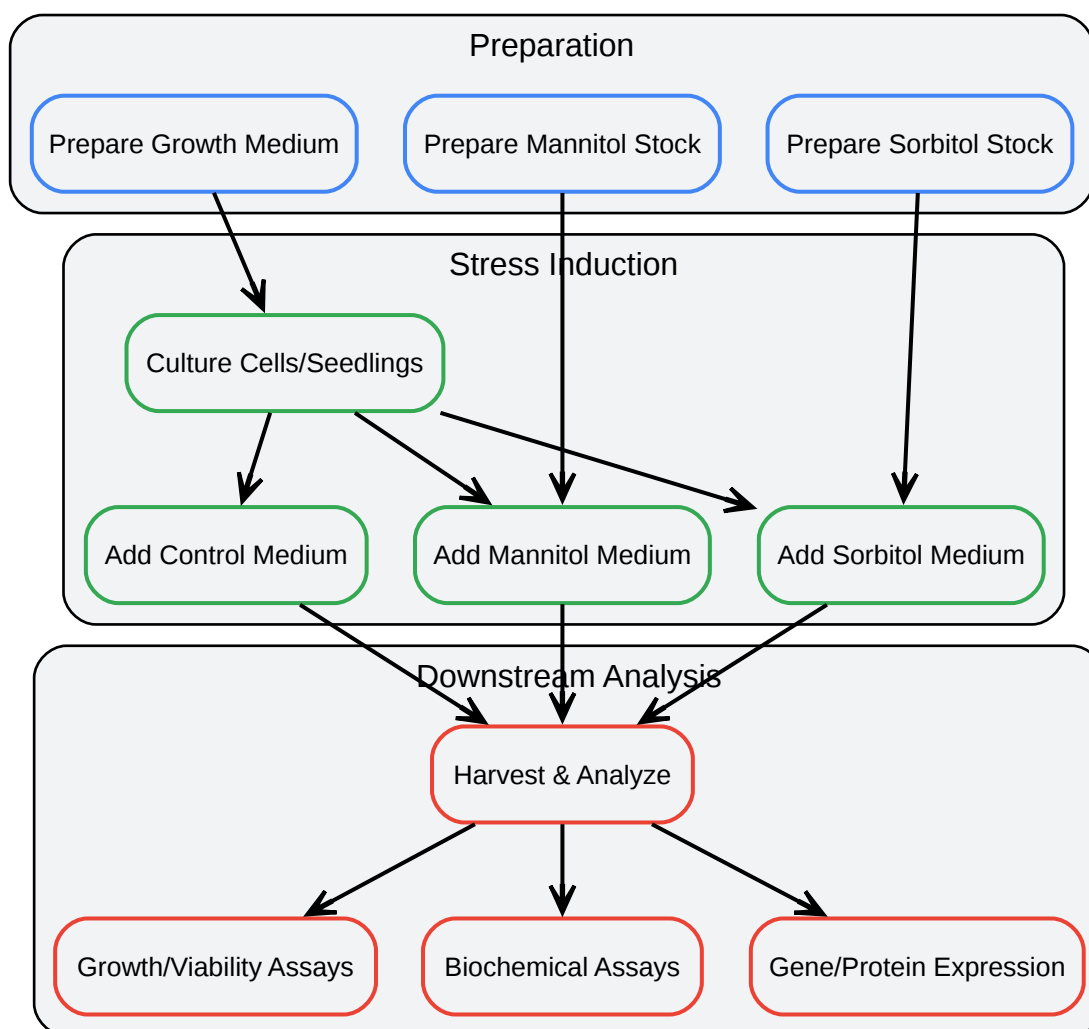 Preparation
Prepare Growth Medium
Prepare Mannitol Stock
Prepare Sorbitol Stock
Stress Induction
Culture Cells/Seedlings
Add Control Medium
Add Mannitol Medium
Add Sorbitol Medium
Downstream Analysis
Harvest & Analyze
Growth/Viability Assays
Biochemical Assays
Gene/Protein Expression